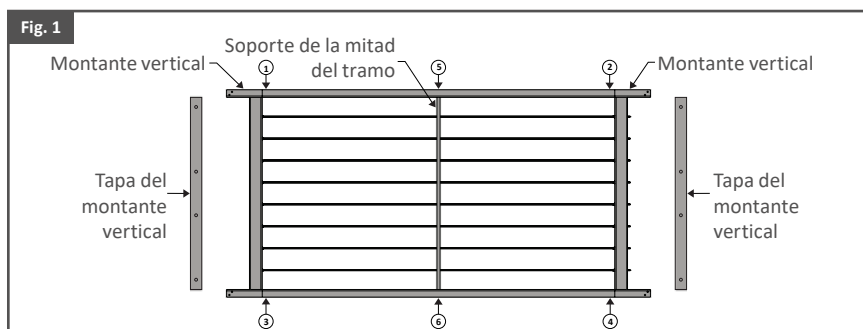 Fig. 1
Soporte de la mitad
del tramo
Montante vertical
1
5
2
Montante vertical
Tapa del
montante
vertical
Tapa del
montante
vertical
3
6
4